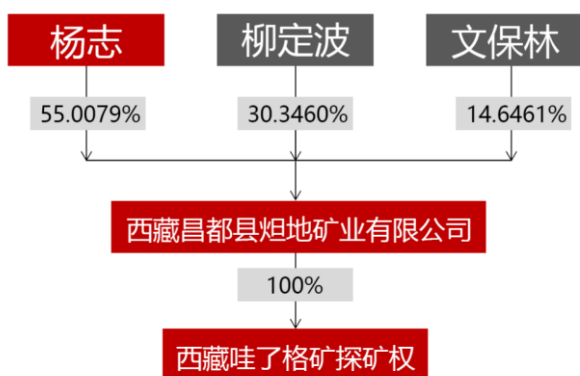 杨志 柳定波 文保林
55.0079% 30.3460% 14.6461%
西藏昌都县炟地矿业有限公司
100%
西藏哇了格矿探矿权